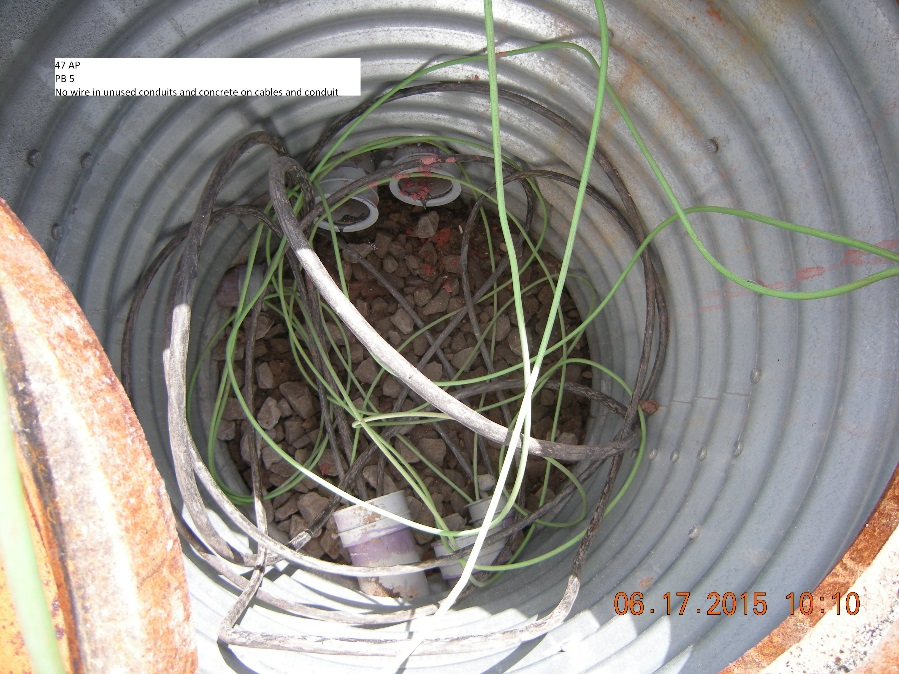 47 AP
PB 5
No wire in unused conduits and concrete on cables and conduit
06.17.2015 10:10